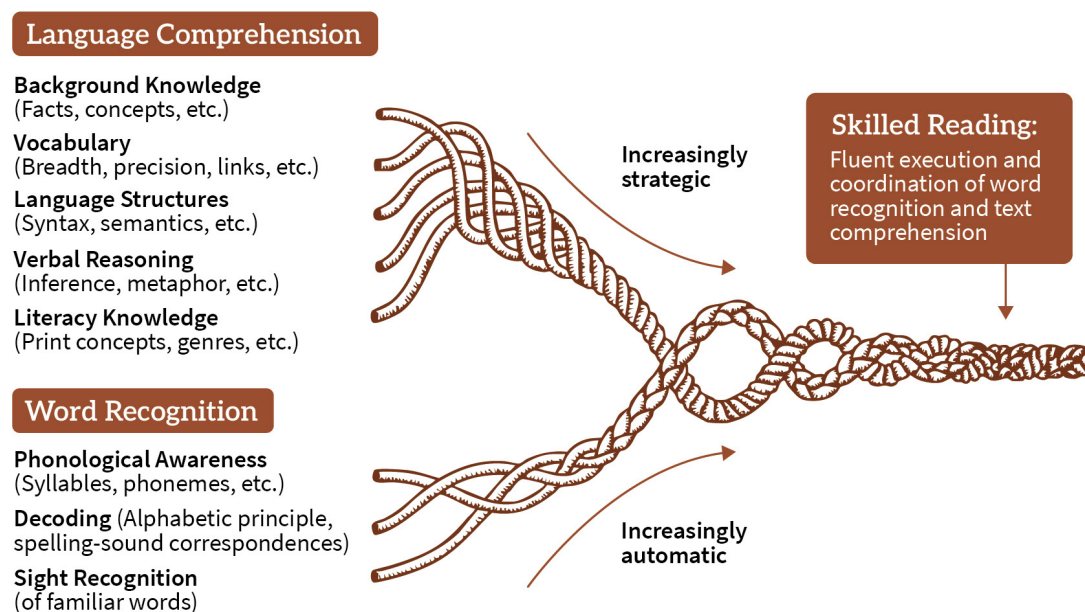 Language Comprehension
Background Knowledge
(Facts, concepts, etc.)
Vocabulary
(Breadth, precision, links, etc.)
Language Structures
(Syntax, semantics, etc.)
Verbal Reasoning
(Inference, metaphor, etc.)
Literacy Knowledge
(Print concepts, genres, etc.)
Word Recognition
Phonological Awareness
(Syllables, phonemes, etc.)
Decoding (Alphabetic principle,
spelling-sound correspondences)
Sight Recognition
(of familiar words)
Increasingly
strategic
Increasingly
automatic
Skilled Reading:
Fluent execution and
coordination of word
recognition and text
comprehension